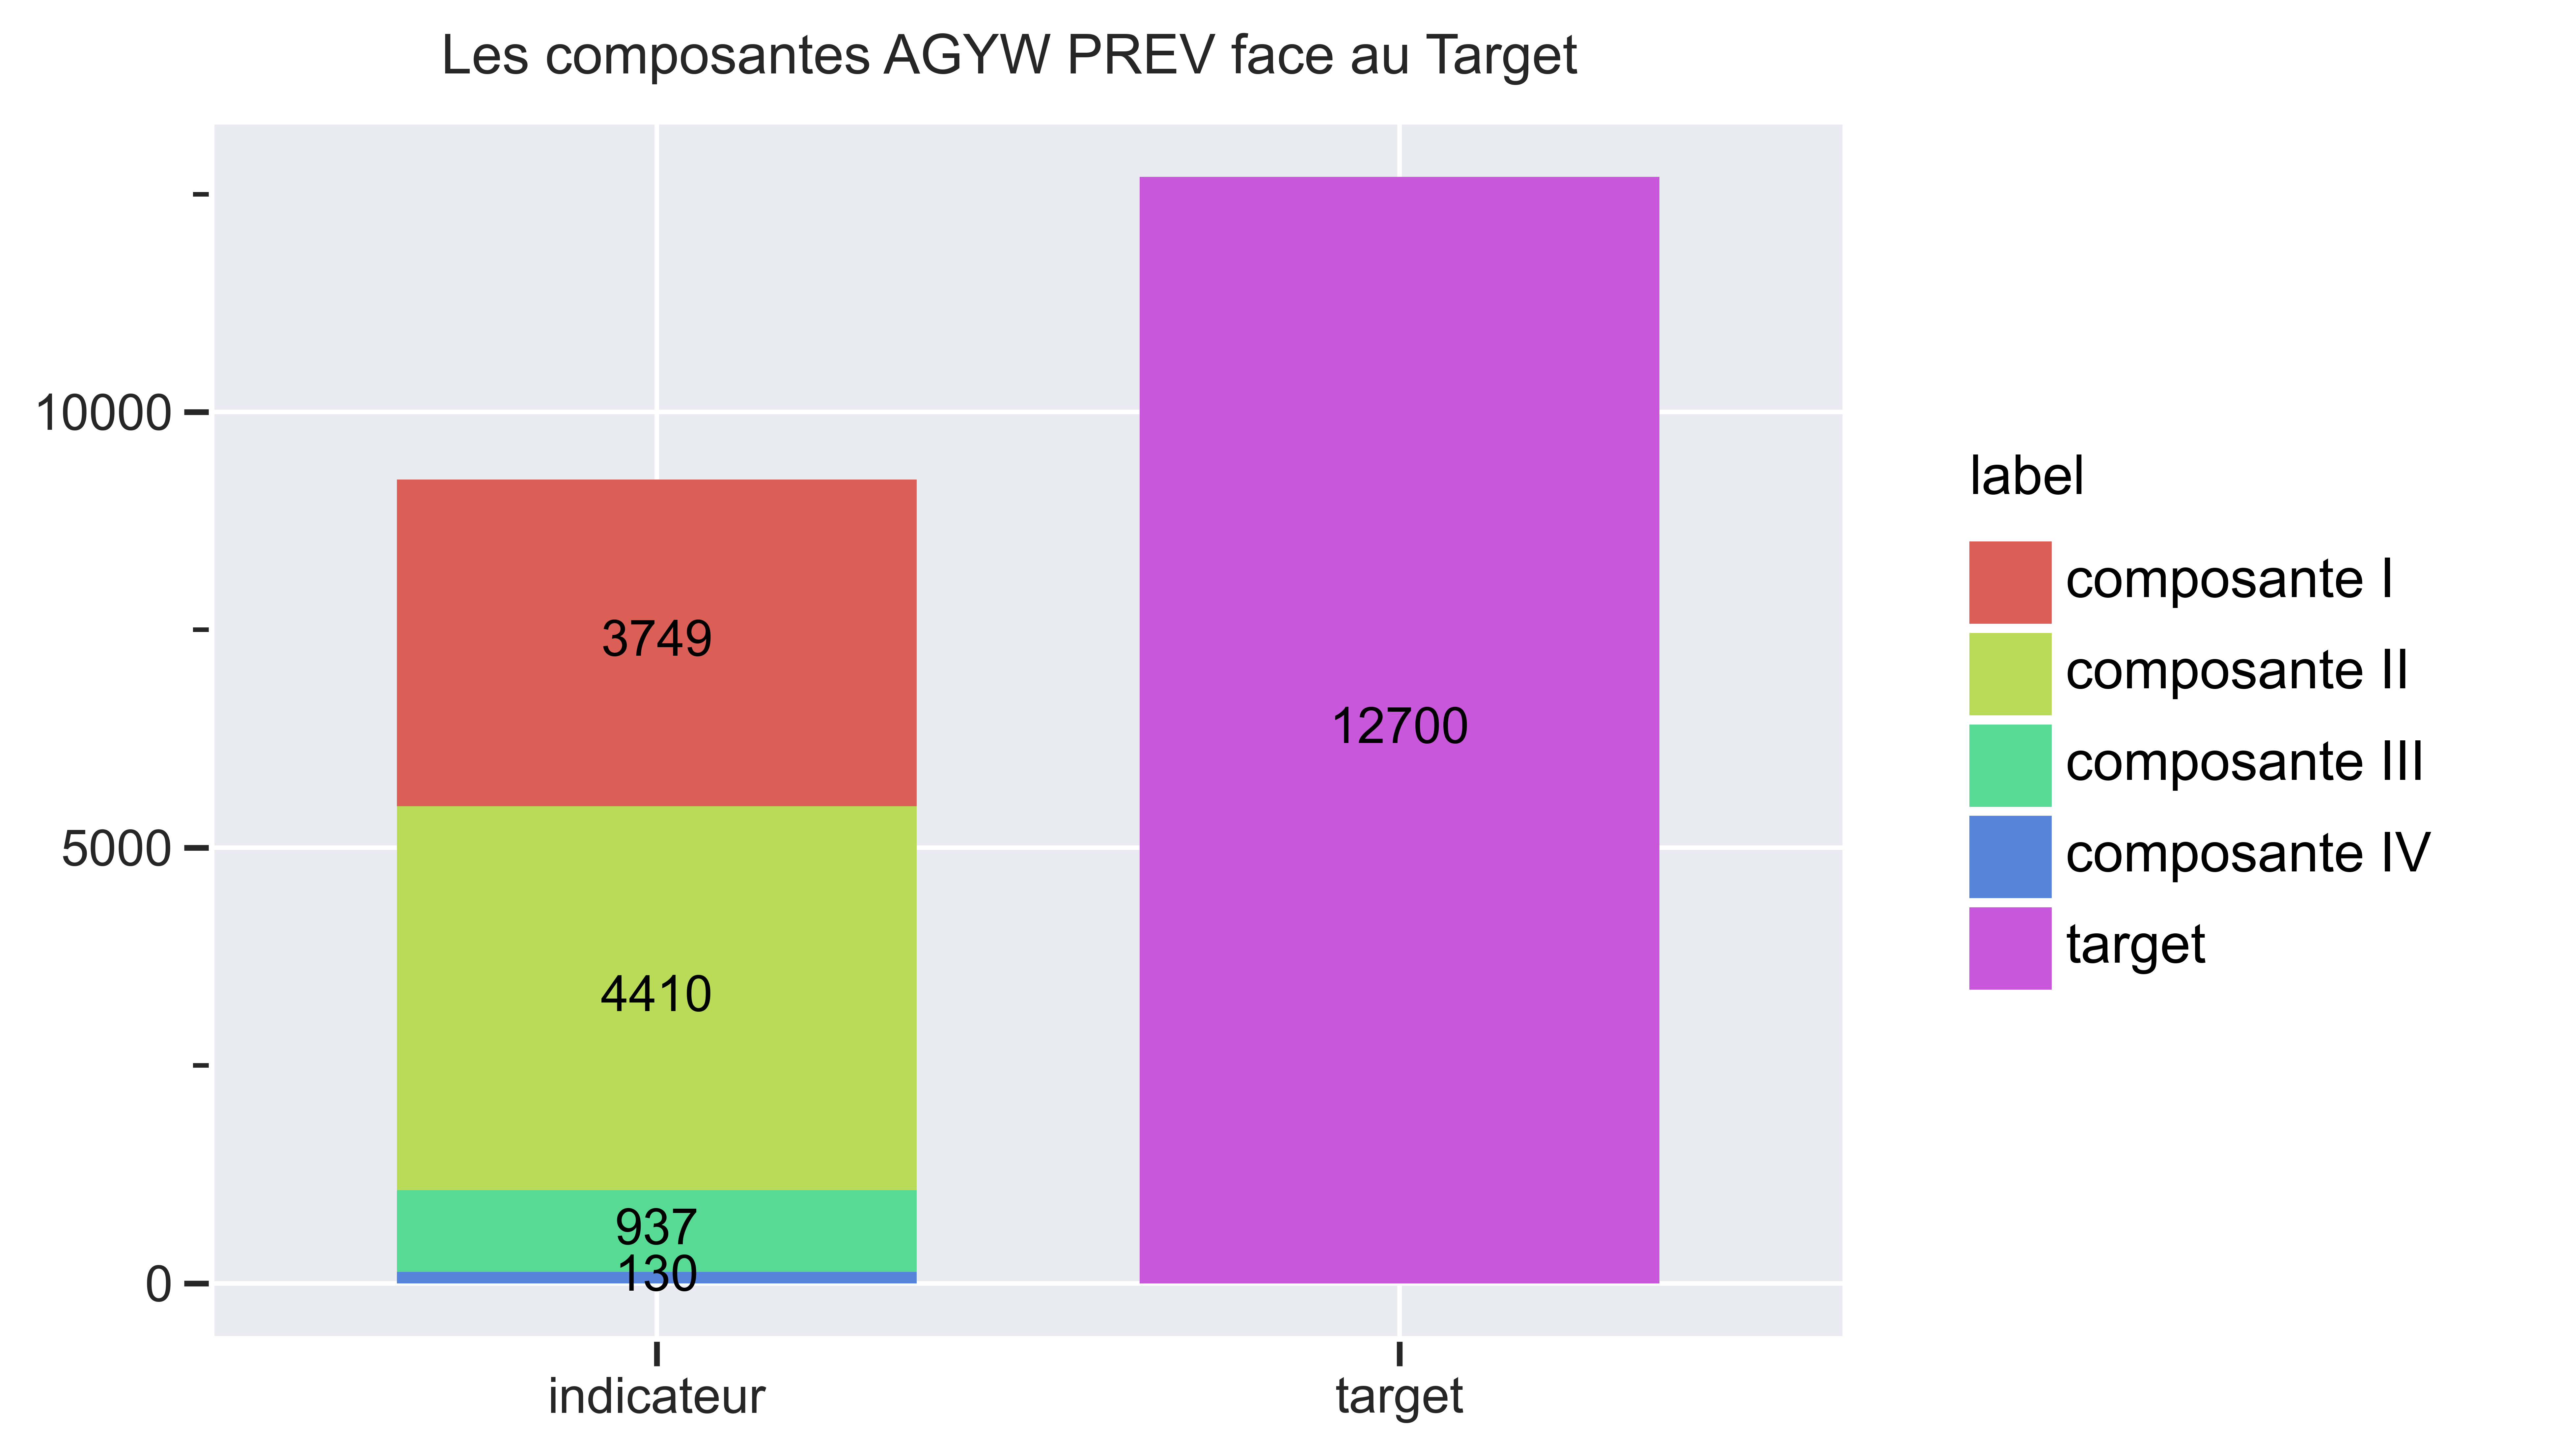 Les composantes AGYW PREV face au Target
10000
5000
0
3749
4410
937
130
12700
indicateur
target
label
composante I
composante II
composante III
composante IV
target